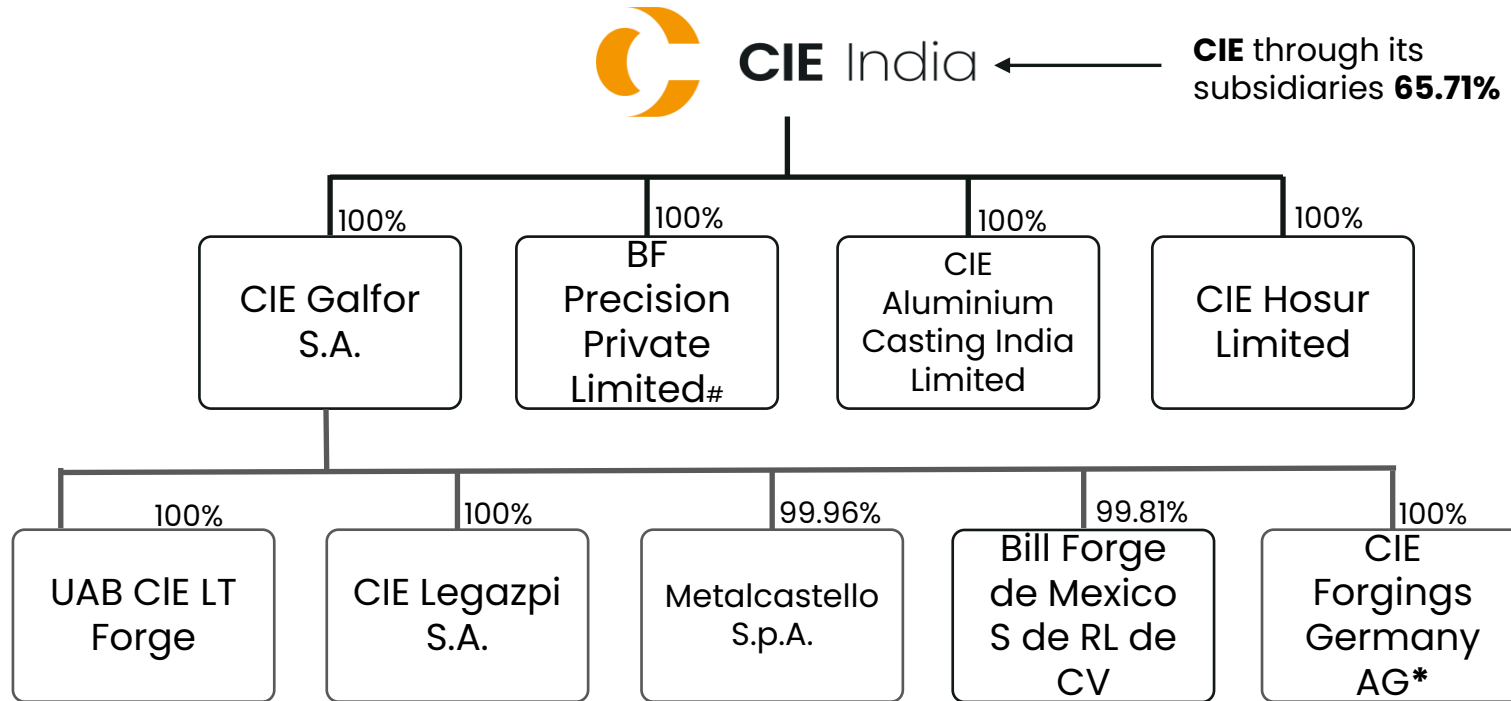 CIE India
CIE through its
subsidiaries 65.71%
100%
100%
100%
100%
CIE Galfor
S.A.
BF
Precision
Private
Limited#
CIE
Aluminium
Casting India
Limited
CIE Hosur
Limited
100%
100%
99.96%
99.81%
100%
UAB CIE LT
Forge
CIE Legazpi
S.A.
Metalcastello
S.p.A.
Bill Forge
de Mexico
S de RL de
CV
CIE
Forgings
Germany
AG*